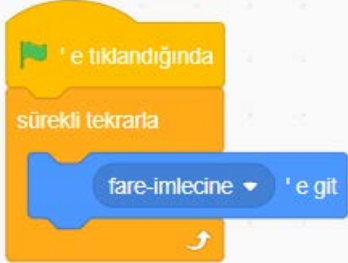 ' e tıklandığında
sürekli tekrarla
fare-imlecine ' e git